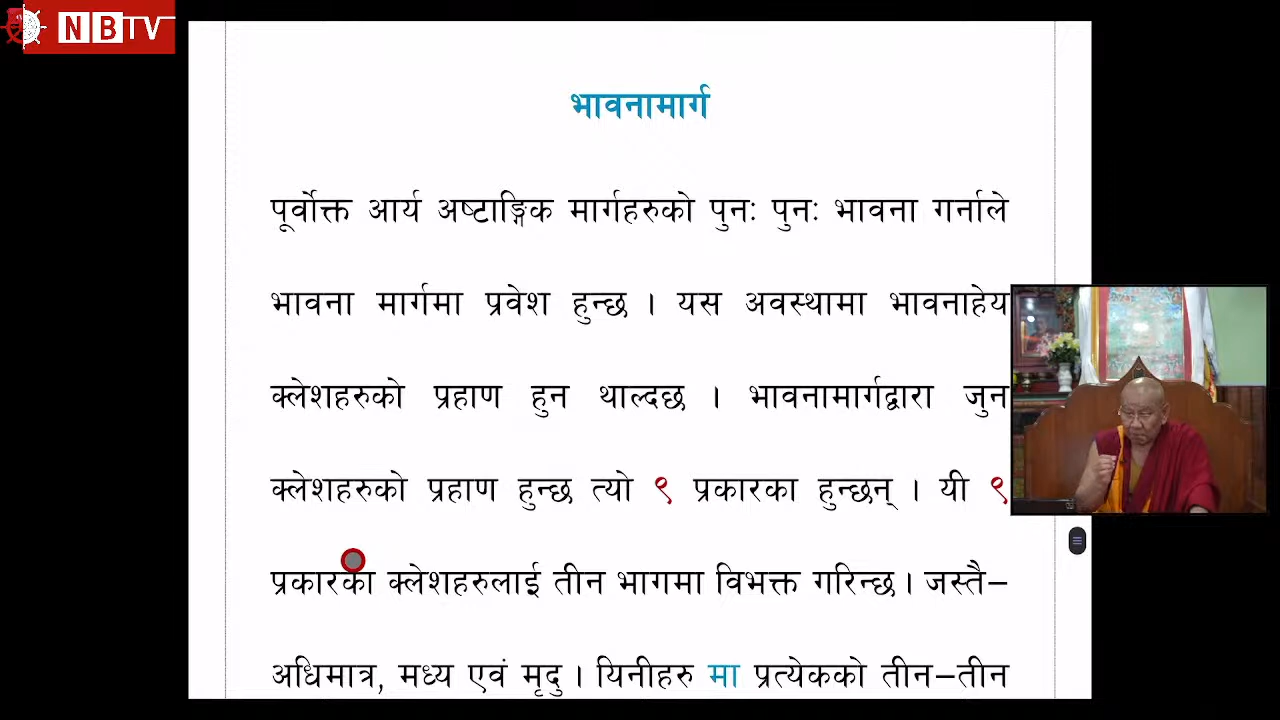 NBTV
भावनामार्ग
पूर्वोक्त आर्य अष्टाङ्गिक मार्गहरुको पुनः पुनः भावना गर्नाले
भावना मार्गमा प्रवेश हुन्छ । यस अवस्थामा भावनाहेय
क्लेशहरुको प्रहाण हुन थाल्दछ । भावनामार्गद्वारा जुन
क्लेशहरुको प्रहाण हुन्छ त्यो ९ प्रकारका हुन्छन् । यी ९
प्रकारका क्लेशहरुलाई तीन भागमा विभक्त गरिन्छ । जस्तै–
अधिमात्र, मध्य एवं मृदु । यिनीहरु मा प्रत्येकको तीन–तीन